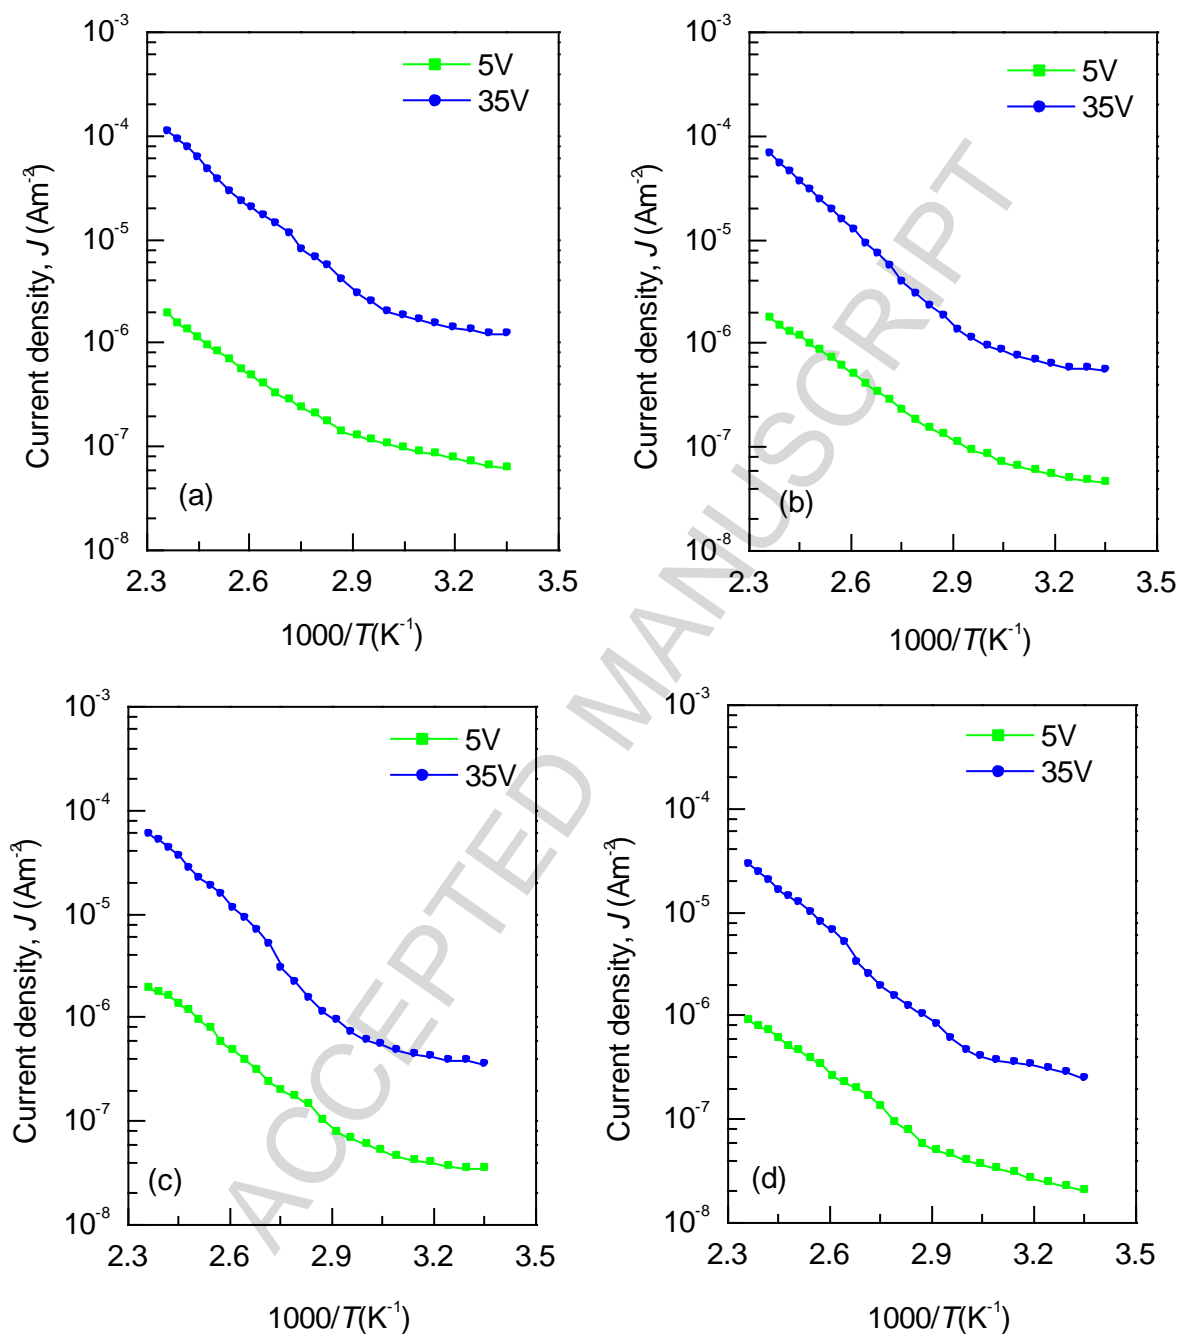 10⁻³
10⁻⁴
10⁻⁵
10⁻⁶
10⁻⁷
10⁻⁸
Current density, J (Am⁻²)
5V
35V
(a)
2.3 2.6 2.9 3.2 3.5
1000/T(K⁻¹)
10⁻³
10⁻⁴
10⁻⁵
10⁻⁶
10⁻⁷
10⁻⁸
Current density, J (Am⁻²)
5V
35V
(b)
2.3 2.6 2.9 3.2 3.5
1000/T(K⁻¹)
10⁻³
10⁻⁴
10⁻⁵
10⁻⁶
10⁻⁷
10⁻⁸
Current density, J (Am⁻²)
5V
35V
(c)
2.3 2.6 2.9 3.2 3.5
1000/T(K⁻¹)
10⁻³
10⁻⁴
10⁻⁵
10⁻⁶
10⁻⁷
10⁻⁸
Current density, J (Am⁻²)
5V
35V
(d)
2.3 2.6 2.9 3.2 3.5
1000/T(K⁻¹)
ACCEPTED MANUSCRIPT